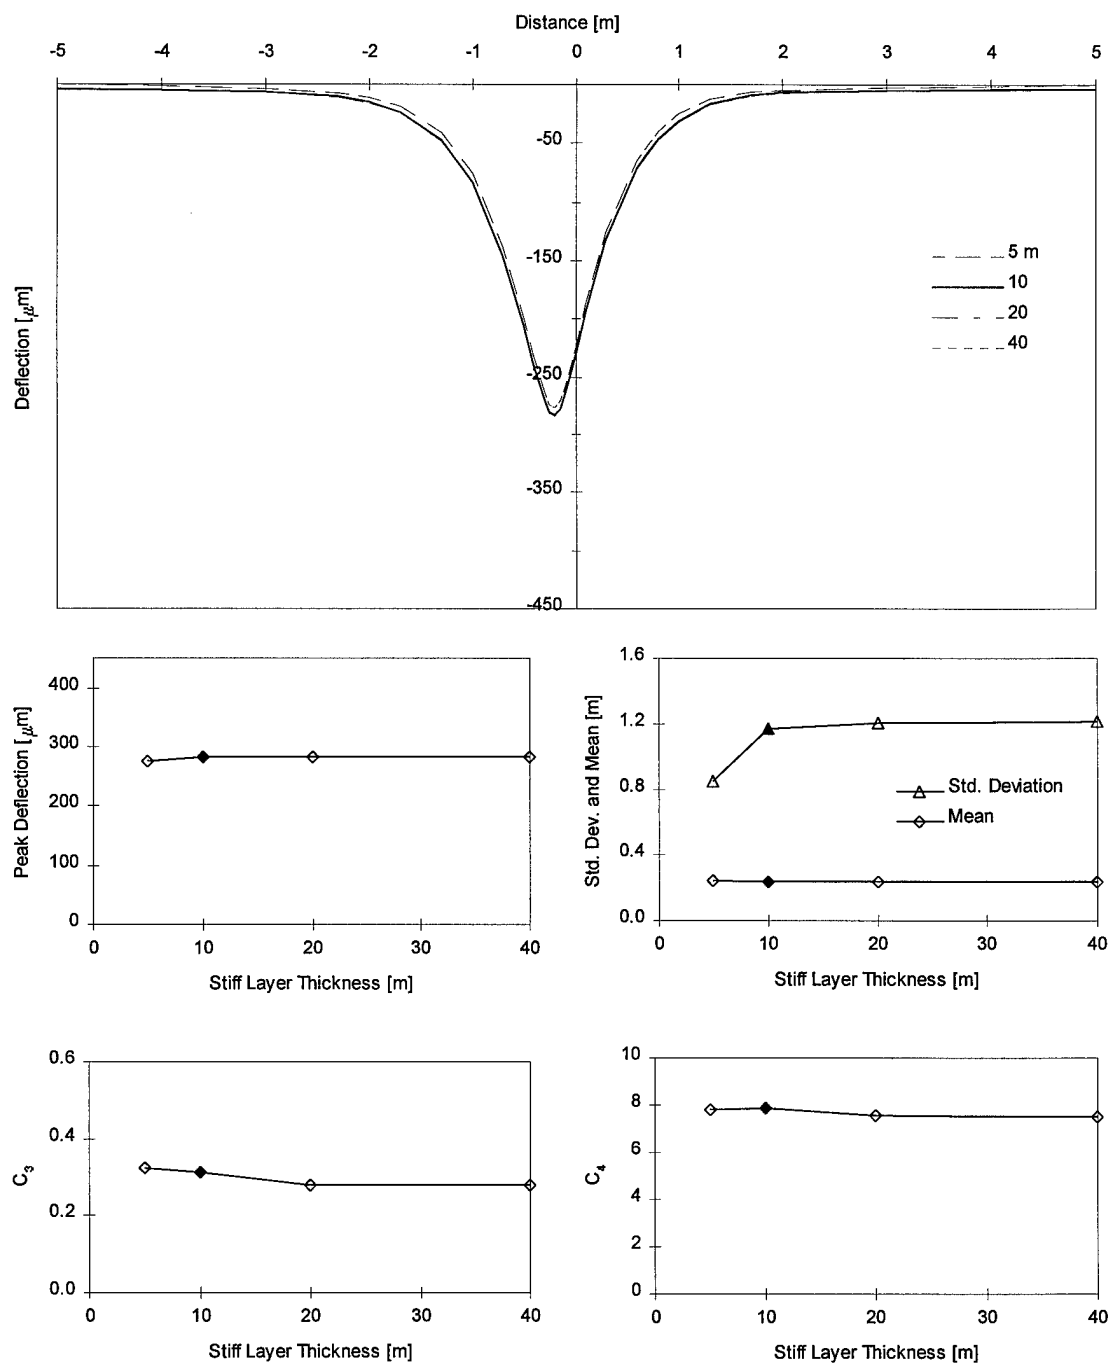 Distance [m]
-5 -4 -3 -2 -1 0 1 2 3 4 5
-50
-150
-250
-350
-450
Deflection [μm]
5 m
10
20
40
400
300
200
100
0
0 10 20 30 40
Peak Deflection [μm]
Stiff Layer Thickness [m]
1.6
1.2
0.8
0.4
0.0
0 10 20 30 40
Std. Dev. and Mean [m]
Std. Deviation
Mean
Stiff Layer Thickness [m]
0.6
0.4
0.2
0.0
0 10 20 30 40
C₃
Stiff Layer Thickness [m]
10
8
6
4
2
0
0 10 20 30 40
C₄
Stiff Layer Thickness [m]